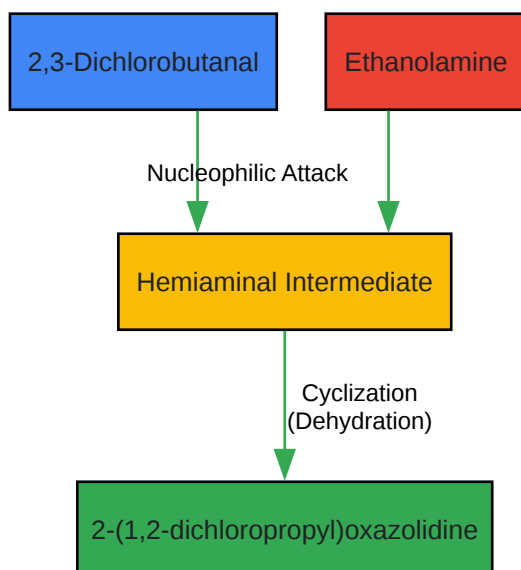 2,3-Dichlorobutanal
Ethanolamine
Nucleophilic Attack
Hemiaminal Intermediate
Cyclization
(Dehydration)
2-(1,2-dichloropropyl)oxazolidine